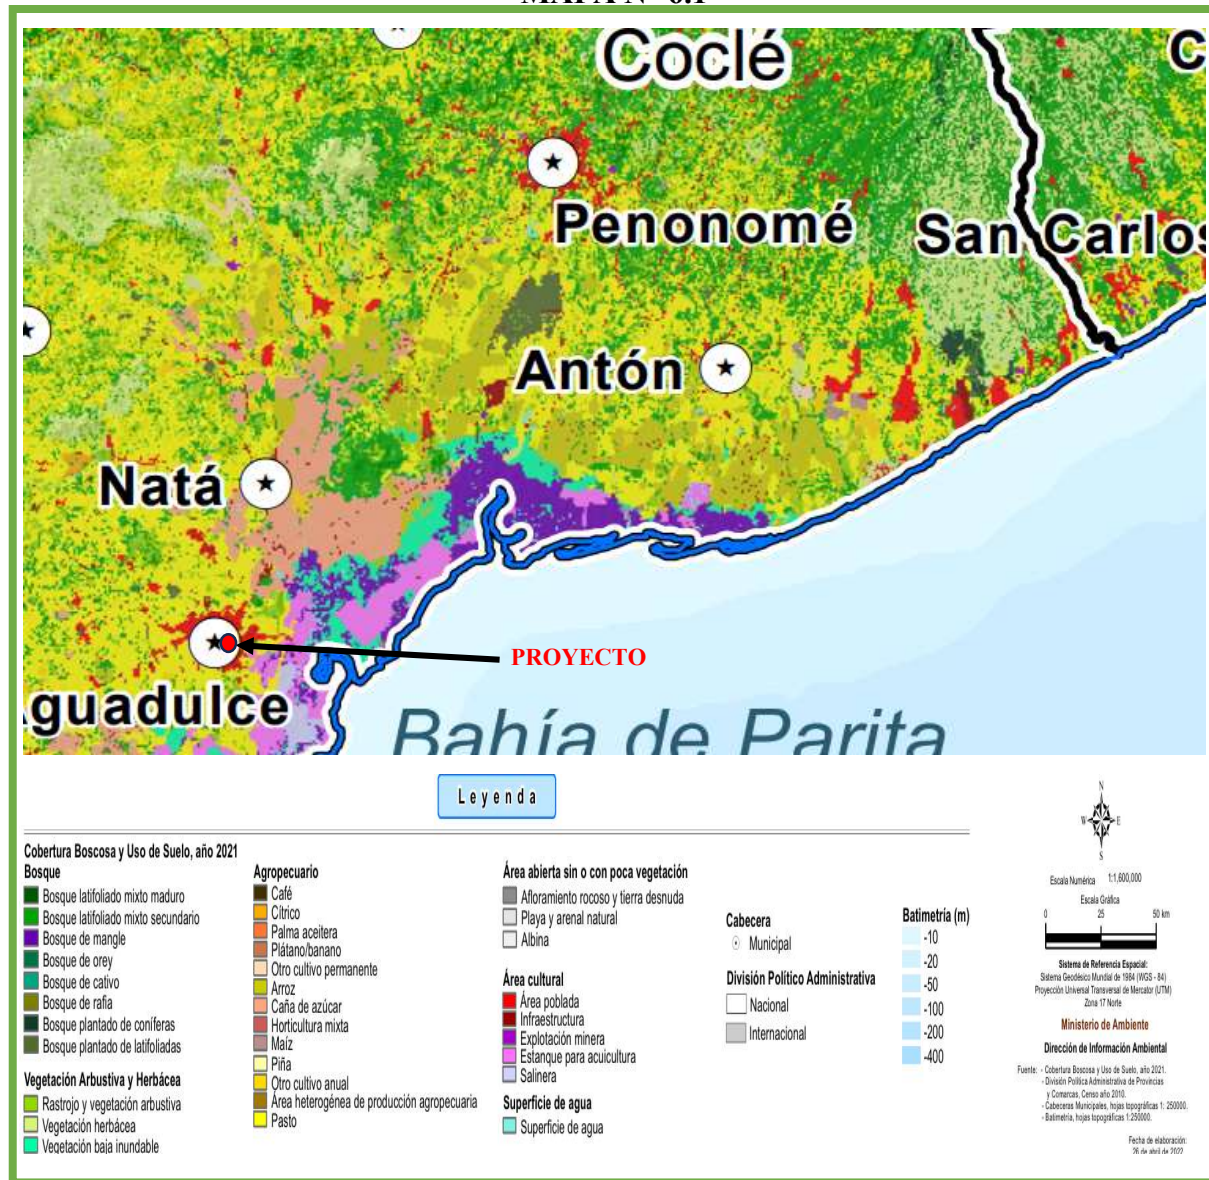 MAPA N° 6.1
Coclé
C
Penonomé
San Carlos
Antón
Natá
PROYECTO
guadulce
Bahía de Parita
Leyenda
Cobertura Boscosa y Uso de Suelo, año 2021
Bosque
Bosque latifoliado mixto maduro
Bosque latifoliado mixto secundario
Bosque de mangle
Bosque de orey
Bosque de cativo
Bosque de rafia
Bosque plantado de coníferas
Bosque plantado de latifoliadas
Vegetación Arbustiva y Herbácea
Rastrojo y vegetación arbustiva
Vegetación herbácea
Vegetación baja inundable
Agropecuario
Café
Cítrico
Palma aceitera
Plátano/banano
Otro cultivo permanente
Arroz
Caña de azúcar
Horticultura mixta
Maíz
Piña
Otro cultivo anual
Área heterogénea de producción agropecuaria
Pasto
Área abierta sin o con poca vegetación
Afloramiento rocoso y tierra desnuda
Playa y arenal natural
Albina
Área cultural
Área poblada
Infraestructura
Explotación minera
Estanque para acuicultura
Salinera
Superficie de agua
Superficie de agua
Cabecera
Municipal
División Político Administrativa
Nacional
Internacional
Batimetría (m)
-10
-20
-50
-100
-200
-400
N
W E
S
Escala Numérica 1:1,600,000
Escala Gráfica
0 25 50 km
Sistema de Referencia Espacial:
Sistema Geodésico Mundial de 1984 (WGS - 84)
Proyección Universal Transversal de Mercator (UTM)
Zona 17 Norte
Ministerio de Ambiente
Dirección de Información Ambiental
Fuente: - Cobertura Boscosa y Uso de Suelo, año 2021.
- División Política Administrativa de Provincias
y Comarcas, Censo año 2010.
- Cabeceras Municipales, hojas topográficas 1: 250000.
- Batimetría, hojas topográficas 1:250000.
Fecha de elaboración:
26 de abril de 2022